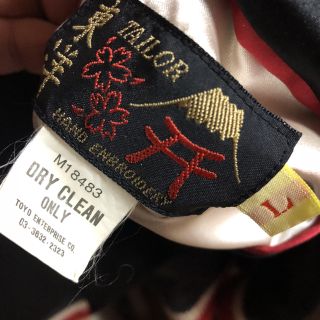 東洋
TAILOR
HAND EMBROIDERY
L
M18483
DRY CLEAN
ONLY
TOYO ENTERPRISE CO.
03-3632-2323